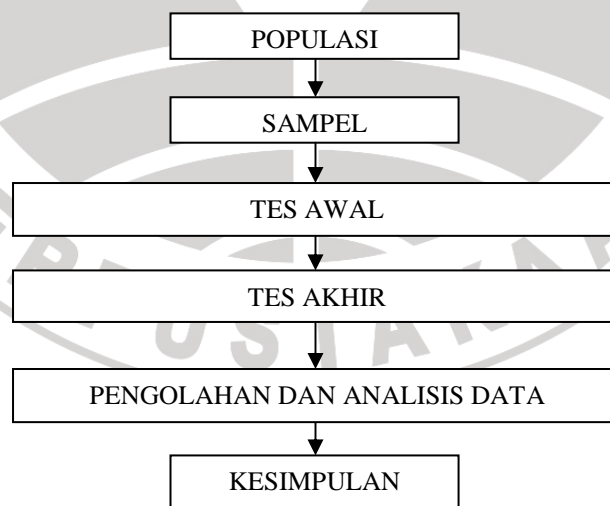 POPULASI
SAMPEL
TES AWAL
TES AKHIR
PENGOLAHAN DAN ANALISIS DATA
KESIMPULAN